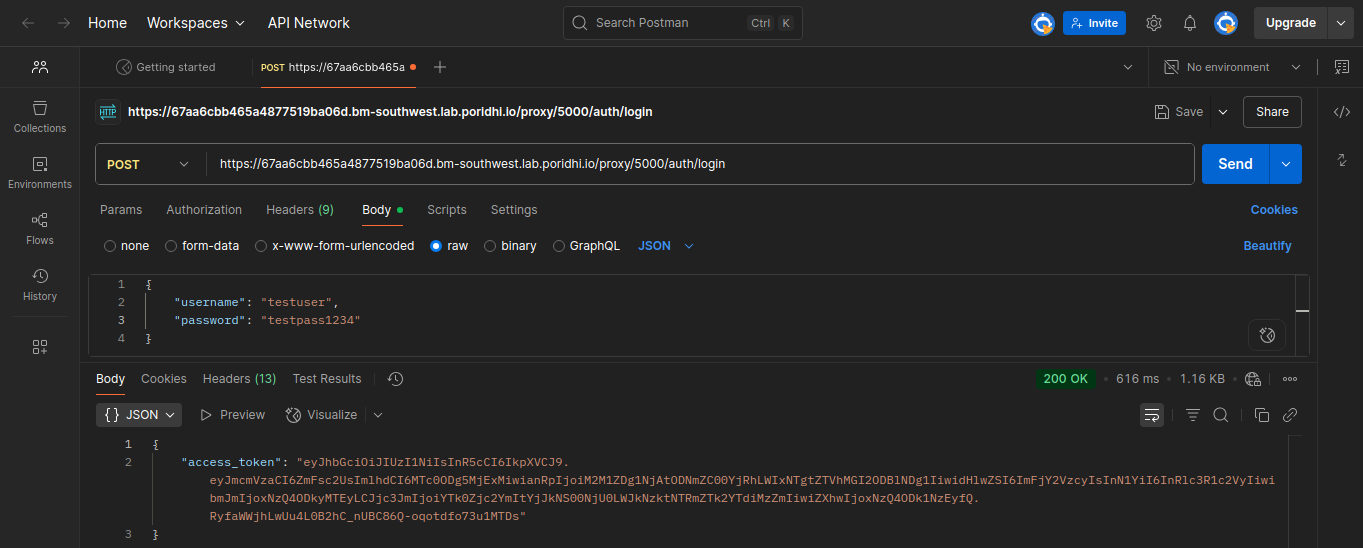 Home Workspaces API Network Search Postman Ctrl K Invite Upgrade
Getting started POST https://67aa6cbb465a No environment
HTTP https://67aa6cbb465a4877519ba06d.bm-southwest.lab.poridhi.io/proxy/5000/auth/login Save Share
Collections
POST https://67aa6cbb465a4877519ba06d.bm-southwest.lab.poridhi.io/proxy/5000/auth/login Send
Environments
Params Authorization Headers (9) Body Scripts Settings Cookies
Flows
none form-data x-www-form-urlencoded raw binary GraphQL JSON Beautify
History
1 {
2 "username": "testuser",
3 "password": "testpass1234"
4 }
Body Cookies Headers (13) Test Results 200 OK 616 ms 1.16 KB
{} JSON Preview Visualize
1 {
2 "access_token": "eyJhbGciOiJIUzI1NiIsInR5cCI6IkpXVCJ9.
eyJmcmVzaCI6ZmFsc2UsImlhdCI6MTc0ODg5MjExMiwianRpIjoiM2M1ZDg1NjAtODNmZC00YjRhLWIxNTgtZTVhMGI2ODBlNDg1IiwidHlwZSI6ImFjY2VzcyIsInN1YiI6InRlc3R1c2VyIiwi
bmJmIjoxNzQ4ODkyMTEyLCJjc3JmIjoiYTk0Zjc2YmItYjJkNS00NjU0LWJkNzktNTRmZTk2YTdiMzZmIiwiZXhwIjoxNzQ4ODk1NzEyfQ.
RyfaWWjhLwUu4L0B2hC_nUBC86Q-oqotdfo73u1MTDs"
3 }